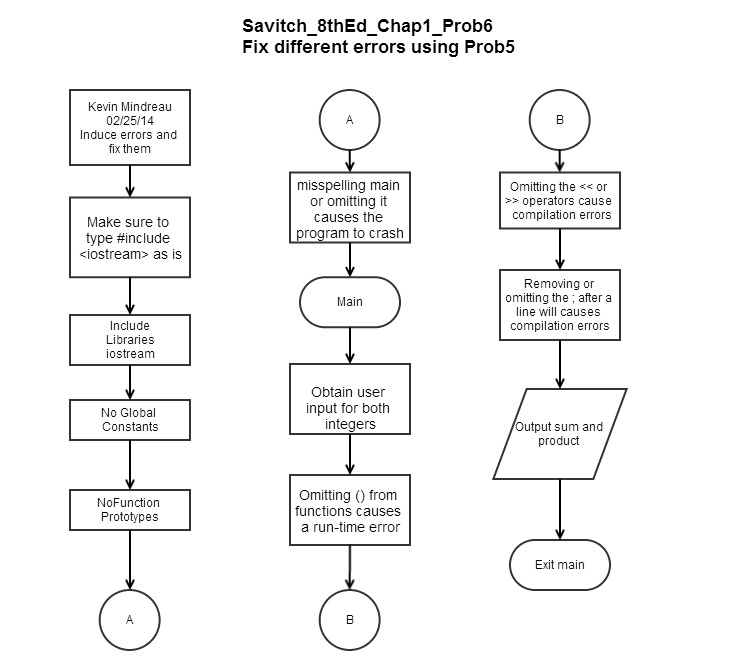 Savitch_8thEd_Chap1_Prob6
Fix different errors using Prob5
Kevin Mindreau
02/25/14
Induce errors and
fix them
Make sure to
type #include
<iostream> as is
Include
Libraries
iostream
No Global
Constants
NoFunction
Prototypes
A
A
misspelling main
or omitting it
causes the
program to crash
Main
Obtain user
input for both
integers
Omitting () from
functions causes
a run-time error
B
B
Omitting the << or
>> operators cause
compilation errors
Removing or
omitting the ; after a
line will causes
compilation errors
Output sum and
product
Exit main